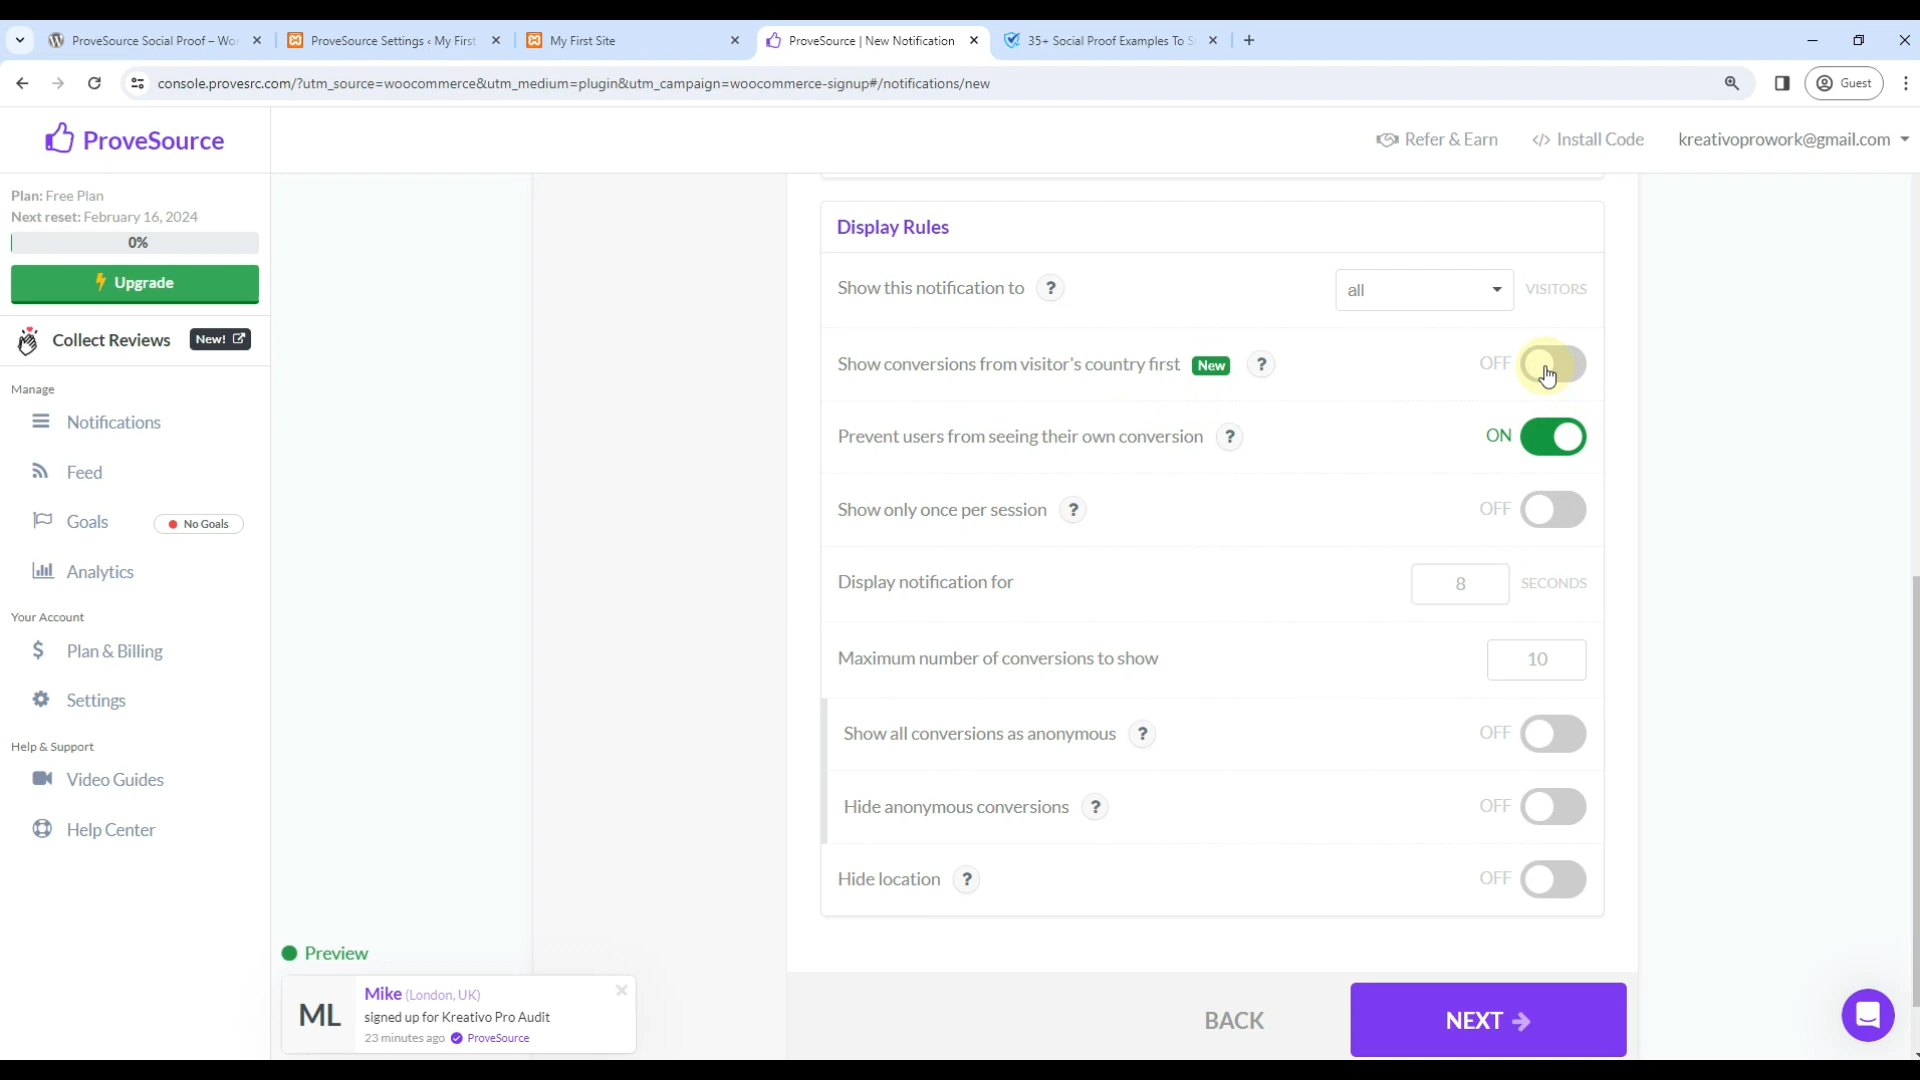 ProveSource Social Proof – Wo
ProveSource Settings ‹ My First
My First Site
ProveSource | New Notification
35+ Social Proof Examples To S
console.provesrc.com/?utm_source=woocommerce&utm_medium=plugin&utm_campaign=woocommerce-signup#/notifications/new
Guest
ProveSource
Refer & Earn
</> Install Code
kreativoprowork@gmail.com
Plan: Free Plan
Next reset: February 16, 2024
0%
Upgrade
Collect Reviews
New!
Manage
Notifications
Feed
Goals
No Goals
Analytics
Your Account
$ Plan & Billing
Settings
Help & Support
Video Guides
Help Center
Display Rules
Show this notification to ?
all
VISITORS
Show conversions from visitor's country first New ?
OFF
Prevent users from seeing their own conversion ?
ON
Show only once per session ?
OFF
Display notification for
8
SECONDS
Maximum number of conversions to show
10
Show all conversions as anonymous ?
OFF
Hide anonymous conversions ?
OFF
Hide location ?
OFF
Preview
ML
Mike (London, UK)
signed up for Kreativo Pro Audit
23 minutes ago ProveSource
BACK
NEXT